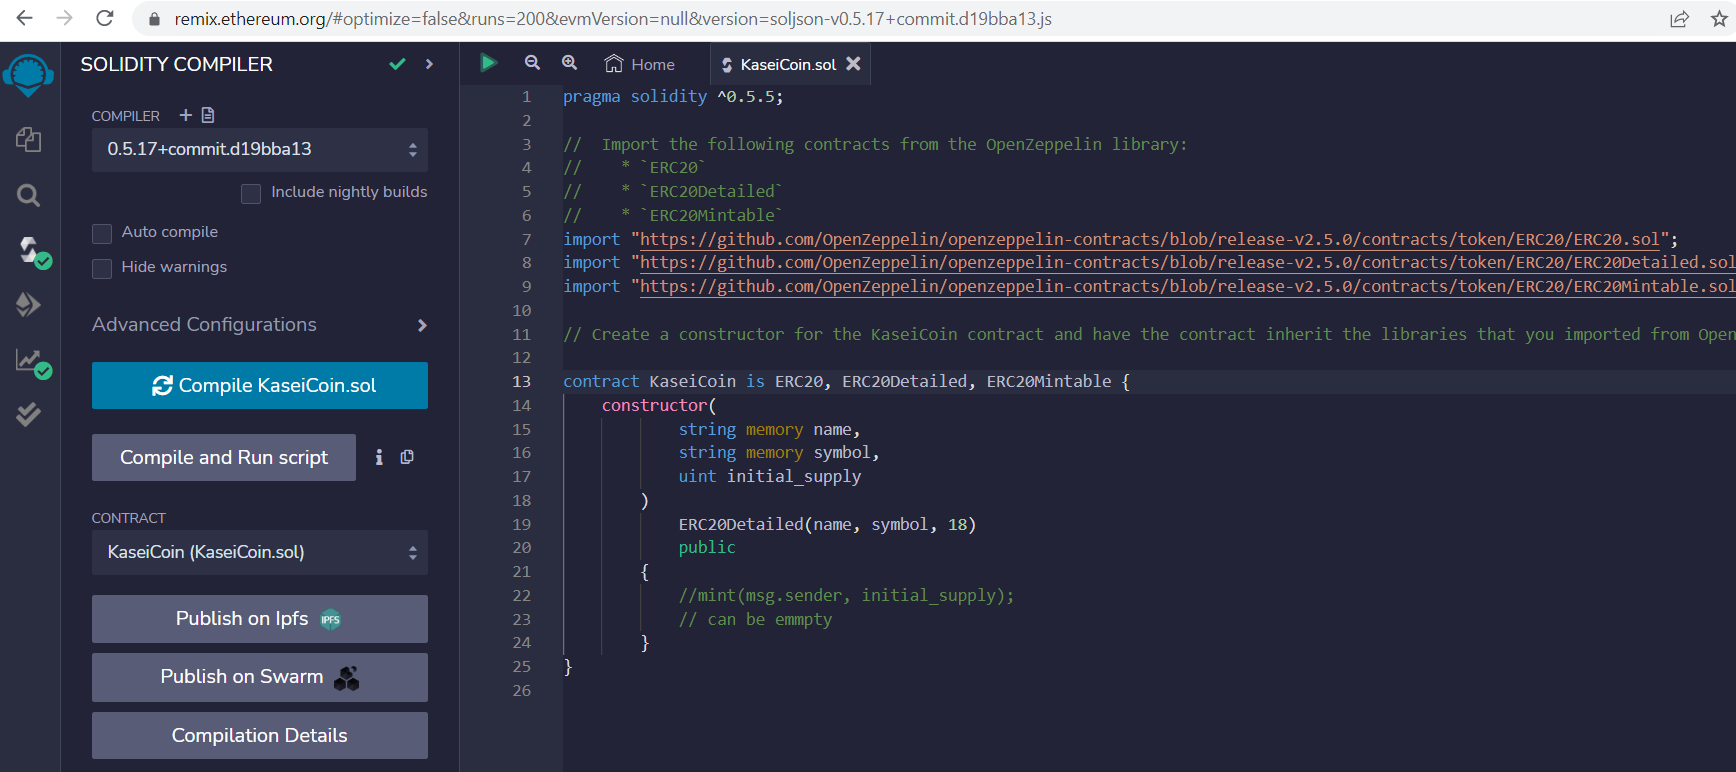 remix.ethereum.org/#optimize=false&runs=200&evmVersion=null&version=soljson-v0.5.17+commit.d19bba13.js
SOLIDITY COMPILER
COMPILER
0.5.17+commit.d19bba13
Include nightly builds
Auto compile
Hide warnings
Advanced Configurations
Compile KaseiCoin.sol
Compile and Run script
CONTRACT
KaseiCoin (KaseiCoin.sol)
Publish on Ipfs IPFS
Publish on Swarm
Compilation Details
Home KaseiCoin.sol
1 pragma solidity ^0.5.5;
2
3 //  Import the following contracts from the OpenZeppelin library:
4 //    * `ERC20`
5 //    * `ERC20Detailed`
6 //    * `ERC20Mintable`
7 import "https://github.com/OpenZeppelin/openzeppelin-contracts/blob/release-v2.5.0/contracts/token/ERC20/ERC20.sol";
8 import "https://github.com/OpenZeppelin/openzeppelin-contracts/blob/release-v2.5.0/contracts/token/ERC20/ERC20Detailed.sol
9 import "https://github.com/OpenZeppelin/openzeppelin-contracts/blob/release-v2.5.0/contracts/token/ERC20/ERC20Mintable.sol
10
11 // Create a constructor for the KaseiCoin contract and have the contract inherit the libraries that you imported from Open
12
13 contract KaseiCoin is ERC20, ERC20Detailed, ERC20Mintable {
14     constructor(
15             string memory name,
16             string memory symbol,
17             uint initial_supply
18         )
19             ERC20Detailed(name, symbol, 18)
20             public
21         {
22             //mint(msg.sender, initial_supply);
23             // can be emmpty
24         }
25 }
26